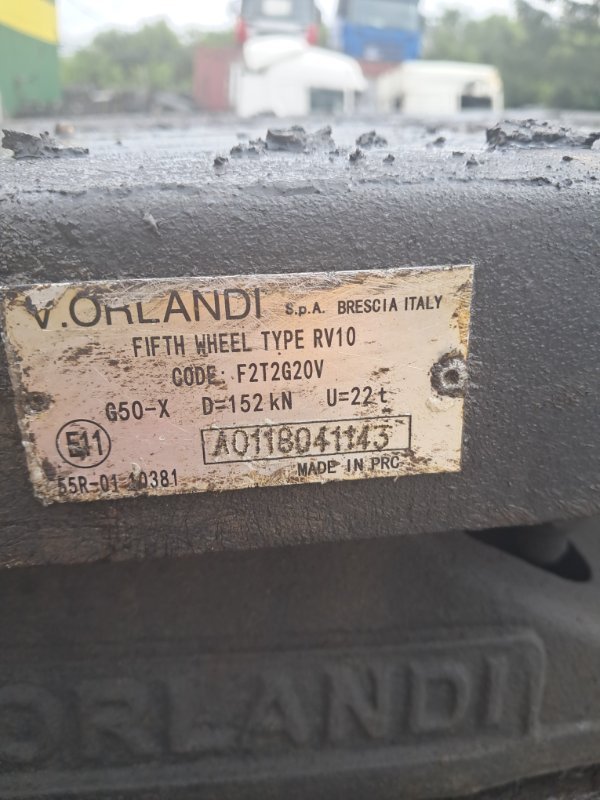 V.ORLANDI S.p.A. BRESCIA ITALY
FIFTH WHEEL TYPE RV10
CODE F2T2G20V
G50-X D=152 kN U=22 t
E11 A0118041143
55R-01 10381 MADE IN PRC
ORLANDI